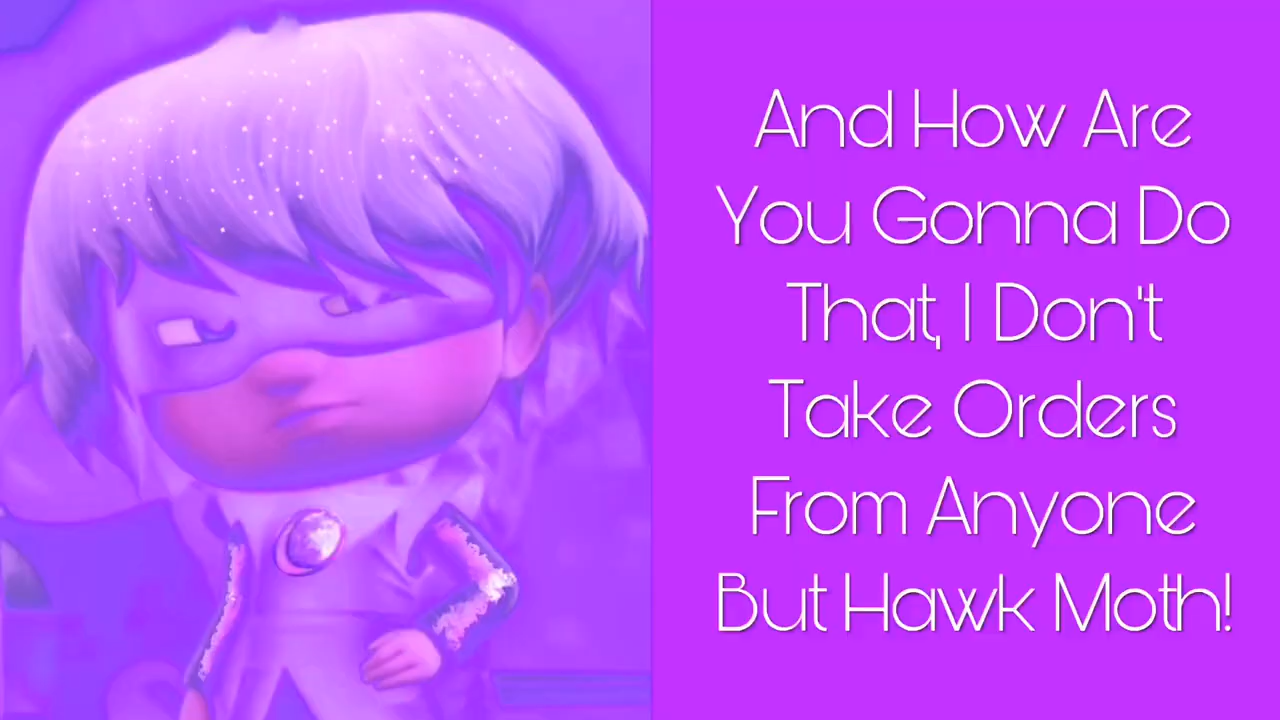 And How Are
You Gonna Do
That, I Don't
Take Orders
From Anyone
But Hawk Moth!